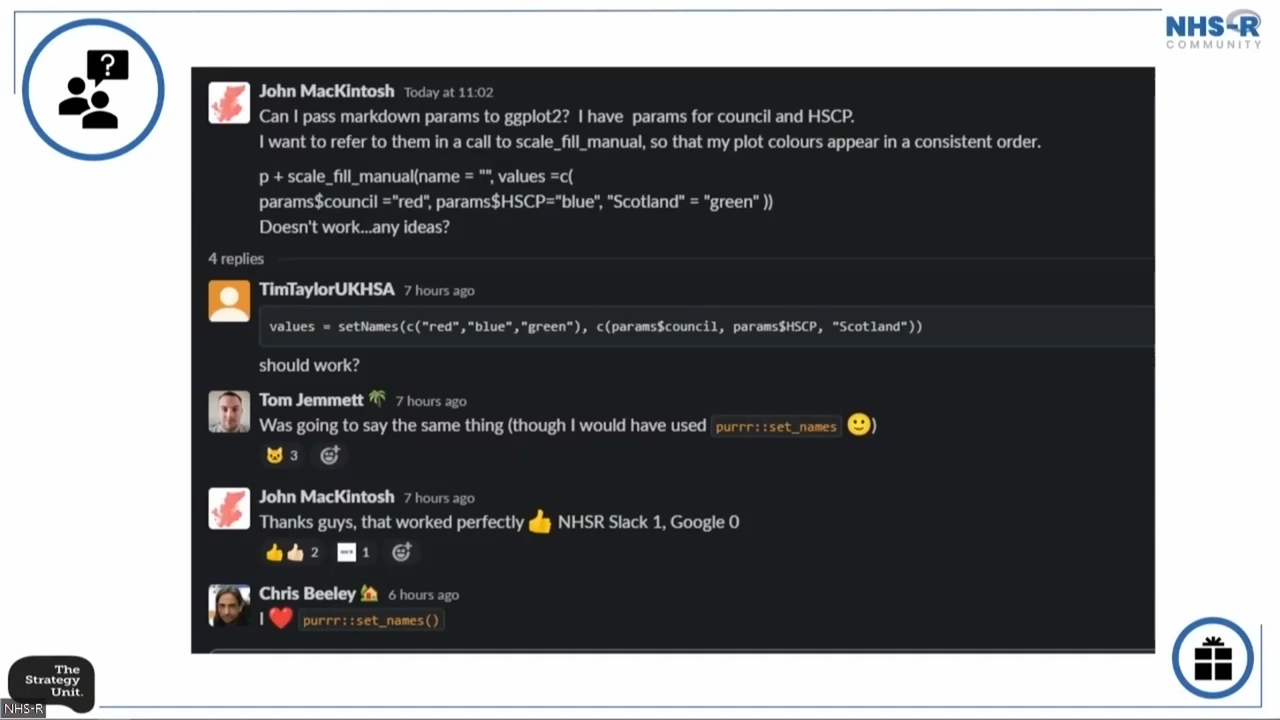 NHS-R
COMMUNITY
?
John MacKintosh Today at 11:02
Can I pass markdown params to ggplot2? I have params for council and HSCP.
I want to refer to them in a call to scale_fill_manual, so that my plot colours appear in a consistent order.
p + scale_fill_manual(name = "", values =c(
params$council ="red", params$HSCP="blue", "Scotland" = "green" ))
Doesn't work...any ideas?
4 replies
TimTaylorUKHSA 7 hours ago
values = setNames(c("red","blue","green"), c(params$council, params$HSCP, "Scotland"))
should work?
Tom Jemmett 🌴 7 hours ago
Was going to say the same thing (though I would have used purrr::set_names 🙂)
🐱 3
John MacKintosh 7 hours ago
Thanks guys, that worked perfectly 👍 NHSR Slack 1, Google 0
👍👍🏻 2 1
Chris Beeley 🏡 6 hours ago
I ❤️ purrr::set_names()
The
Strategy
Unit.
NHS-R